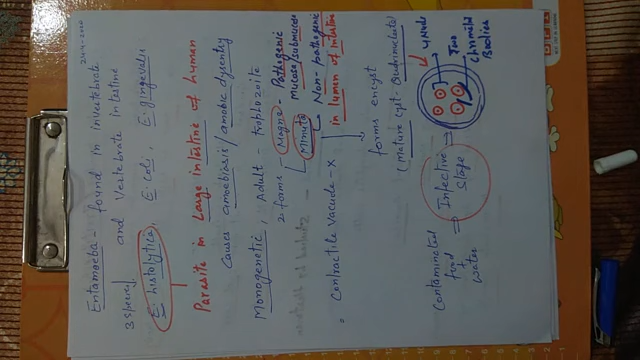 Entamoeba - found in invertebrate
and vertebrate intestine
3 species
E. histolytica, E. coli, E. gingivalis
Parasite in Large intestine of human
Causes amoebiasis / amoebic dysentry
Monogenetic, Adult - trophozoite
2 forms - Magna - Pathogenic
mucosa/submucosa
Minuta → Non-pathogenic
in lumen of intestine
Contractile vacuole - X
forms encyst
(Mature cyst - Quadrinucleate)
4 Nuclei
Two
Chromatid
Bodies
Contaminated
food
+
water
⇒ Infective
Stage
⇒